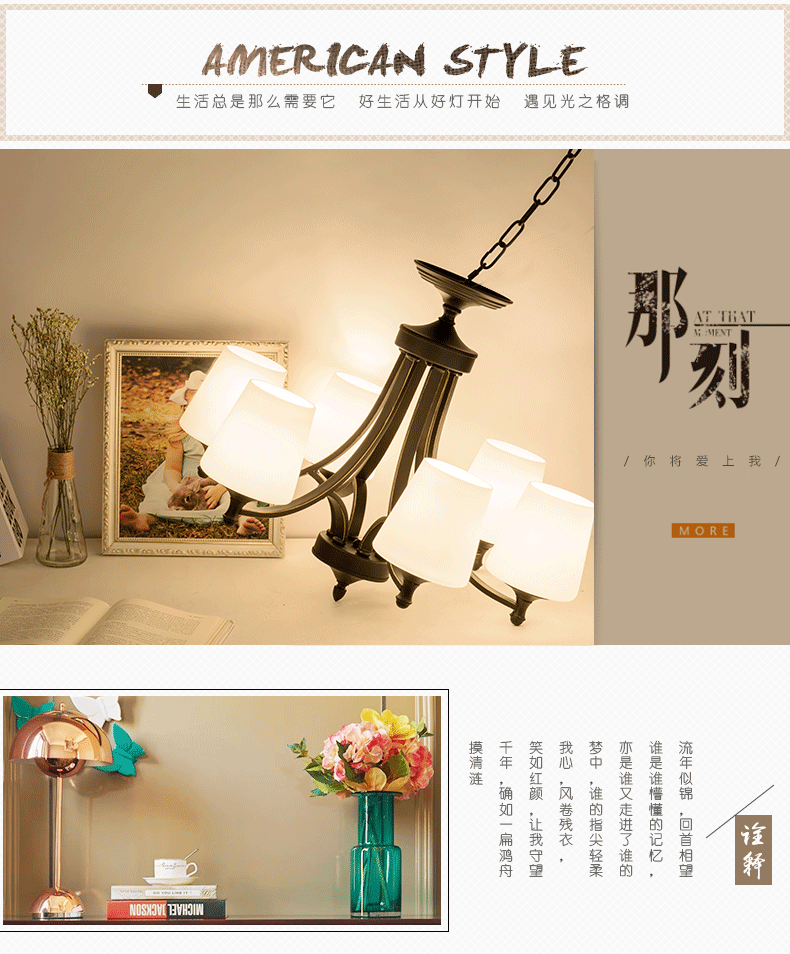 AMERICAN STYLE
生活总是那么需要它 好生活从好灯开始 遇见光之格调
那刻
AT THAT
MOMENT
/ 你 将 爱 上 我 /
MORE
诠释
流年似锦，回首相望
谁是谁懵懂的记忆，
亦是谁又走进了谁的
梦中，谁的指尖轻柔
我心，风卷残衣，
笑如红颜，让我守望
千年，确如一扁鸿舟
摸清涟
MICHAEL JACKSON